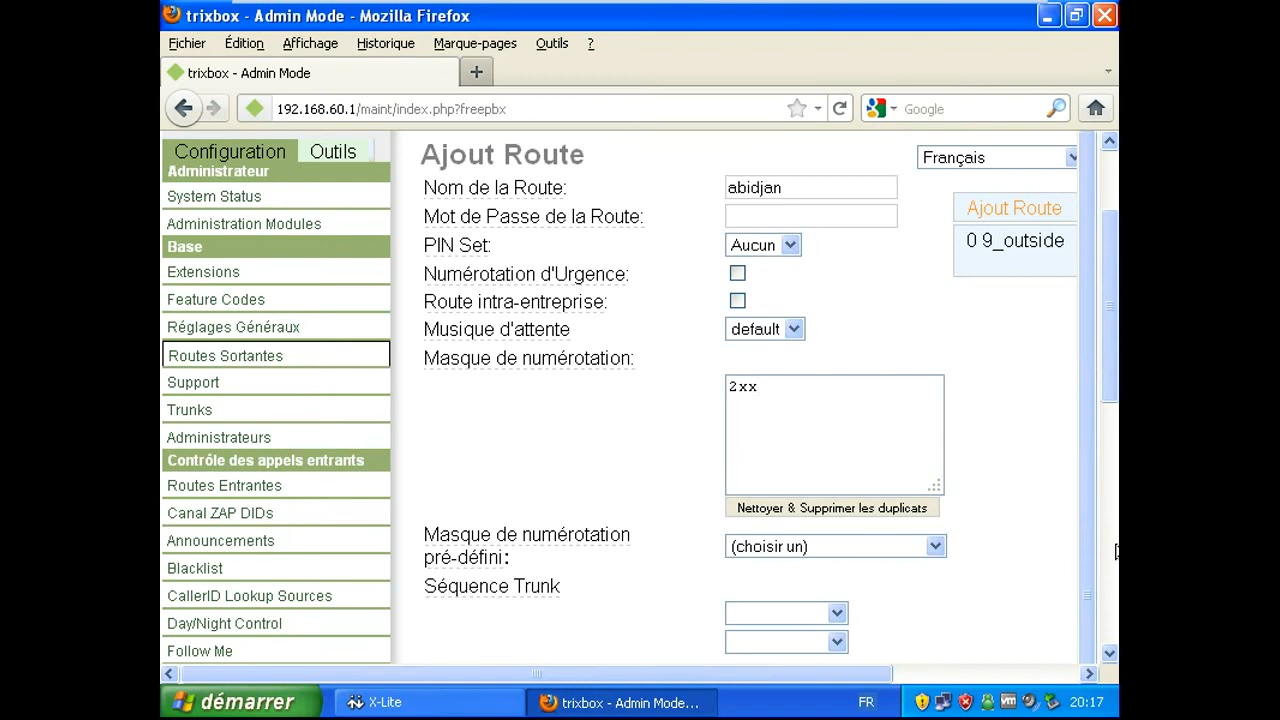 trixbox - Admin Mode - Mozilla Firefox
Fichier Édition Affichage Historique Marque-pages Outils ?
trixbox - Admin Mode
192.168.60.1/maint/index.php?freepbx
Google
Configuration Outils
Administrateur
System Status
Administration Modules
Base
Extensions
Feature Codes
Réglages Généraux
Routes Sortantes
Support
Trunks
Administrateurs
Contrôle des appels entrants
Routes Entrantes
Canal ZAP DIDs
Announcements
Blacklist
CallerID Lookup Sources
Day/Night Control
Follow Me
Ajout Route
Français
Nom de la Route: abidjan
Mot de Passe de la Route:
PIN Set: Aucun
Numérotation d'Urgence:
Route intra-entreprise:
Musique d'attente default
Masque de numérotation:
2xx
Nettoyer & Supprimer les duplicats
Masque de numérotation
pré-défini: (choisir un)
Séquence Trunk
Ajout Route
0 9_outside
démarrer X-Lite trixbox - Admin Mode... FR 20:17